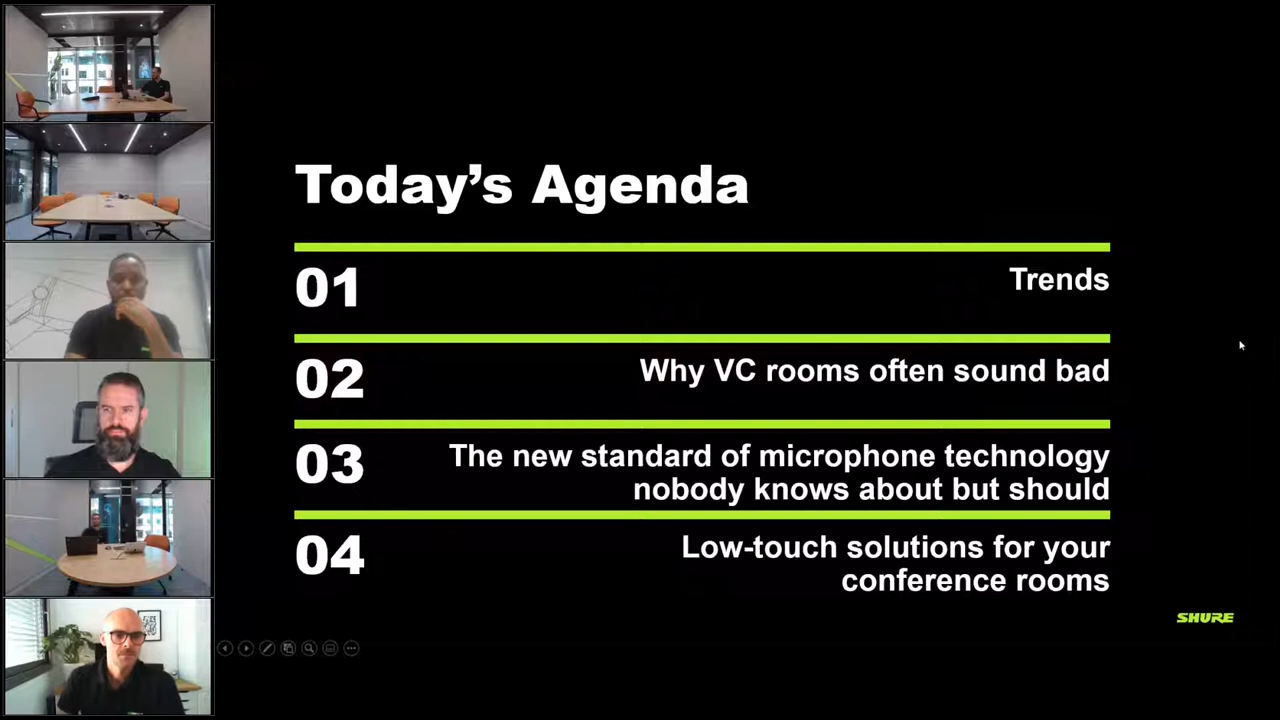 Today’s Agenda
01
Trends
02
Why VC rooms often sound bad
03
The new standard of microphone technology
nobody knows about but should
04
Low-touch solutions for your
conference rooms
SHURE